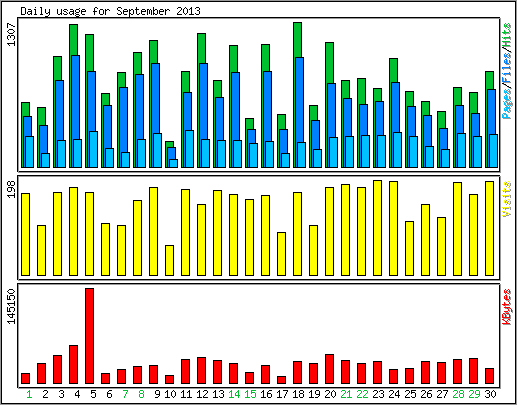 Daily usage for September 2013
1307
Pages/Files/Hits
198
Visits
145150
KBytes
1 2 3 4 5 6 7 8 9 10 11 12 13 14 15 16 17 18 19 20 21 22 23 24 25 26 27 28 29 30